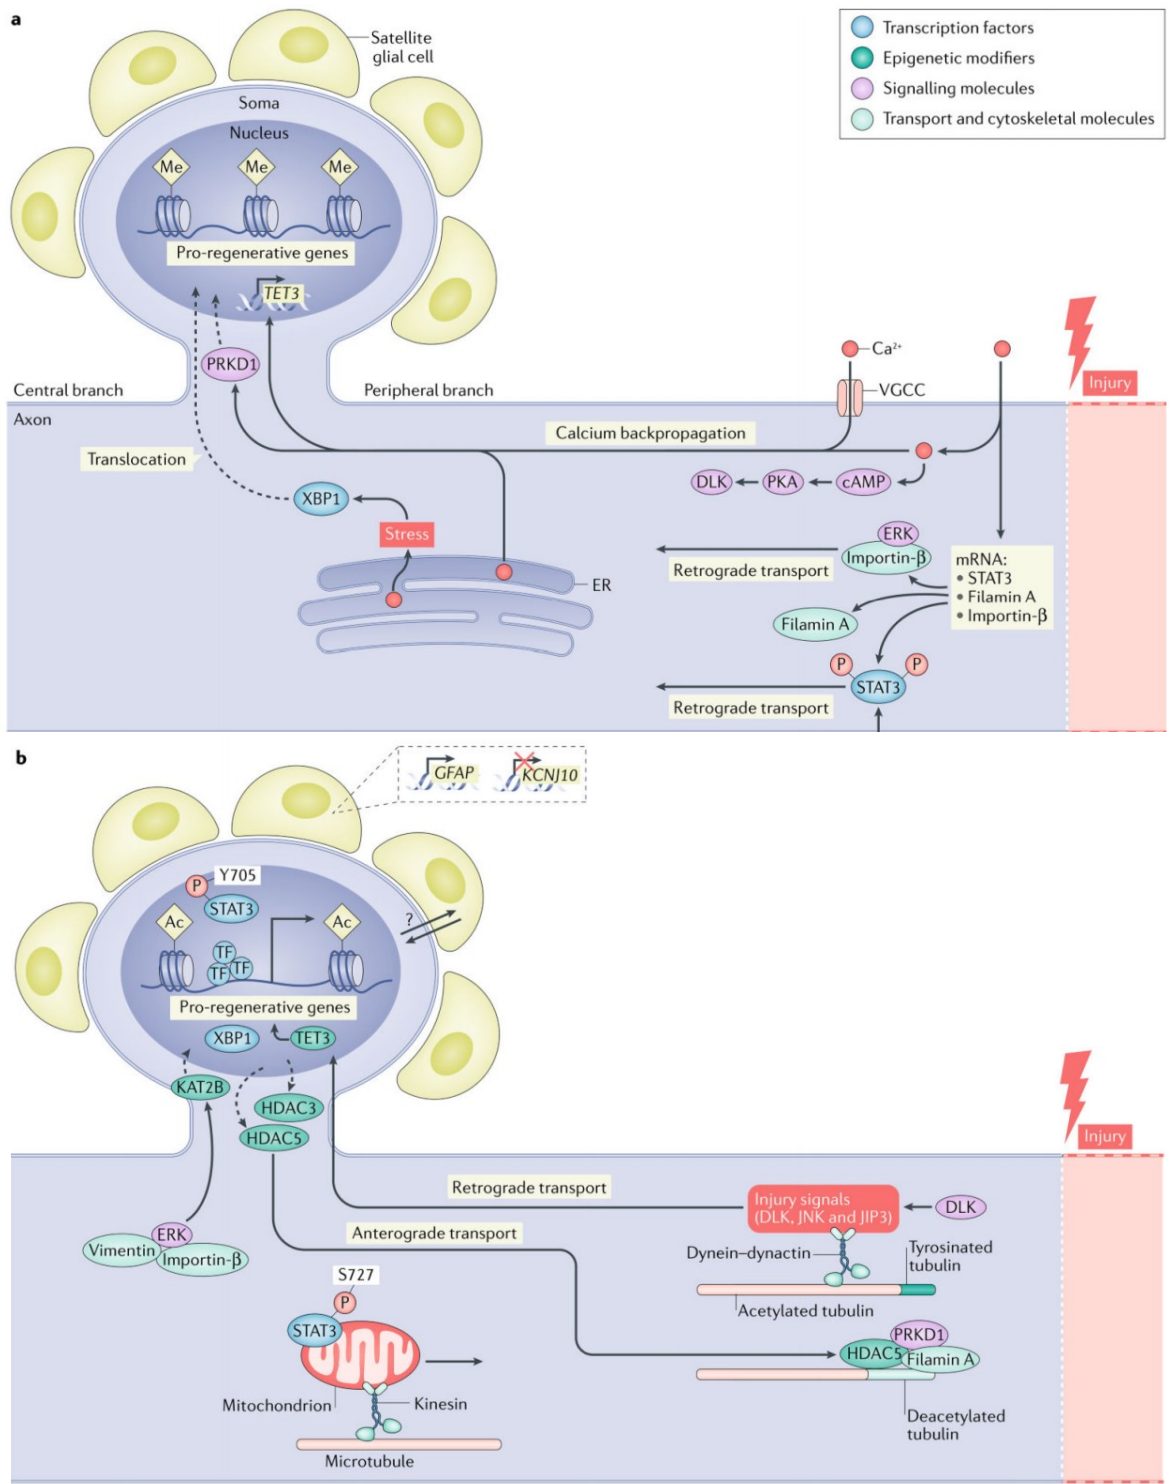 a
Satellite
glial cell
Transcription factors
Epigenetic modifiers
Signalling molecules
Transport and cytoskeletal molecules
Soma
Nucleus
Me
Me
Me
Pro-regenerative genes
TET3
PRKD1
Ca²⁺
VGCC
Injury
Central branch
Peripheral branch
Axon
Calcium backpropagation
Translocation
DLK
PKA
cAMP
XBP1
Stress
ERK
Importin-β
Retrograde transport
mRNA:
• STAT3
• Filamin A
• Importin-β
ER
Filamin A
P
P
STAT3
Retrograde transport
b
GFAP
KCNJ10
Y705
P
STAT3
Ac
Ac
?
TF
TF
TF
Pro-regenerative genes
XBP1
TET3
KAT2B
HDAC3
HDAC5
Injury
Retrograde transport
Injury signals
(DLK, JNK and JIP3)
DLK
Anterograde transport
ERK
Vimentin
Importin-β
Dynein–dynactin
Tyrosinated
tubulin
Acetylated tubulin
S727
P
STAT3
PRKD1
HDAC5
Filamin A
Mitochondrion
Kinesin
Deacetylated
tubulin
Microtubule